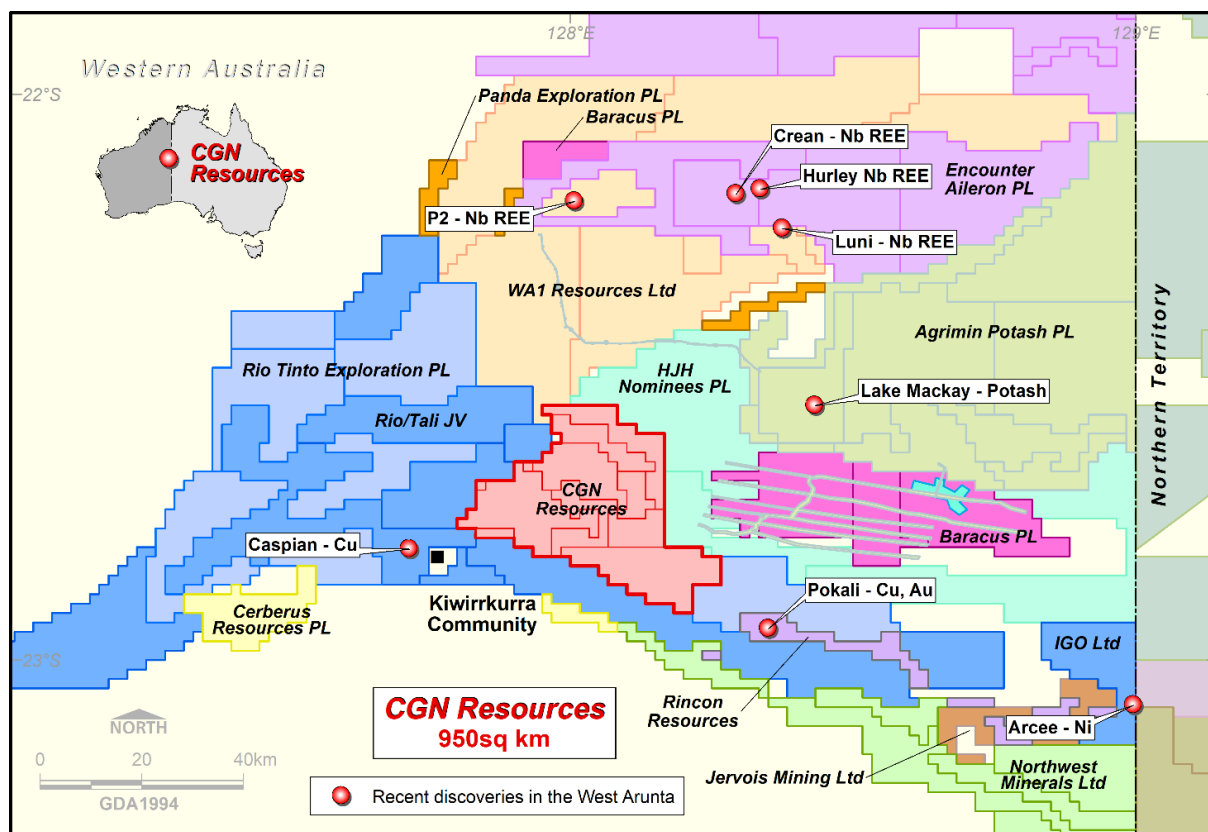 128°E
129°E
Western Australia
22°S
CGN
Resources
Panda Exploration PL
Baracus PL
Crean - Nb REE
Hurley Nb REE
Encounter
Aileron PL
P2 - Nb REE
Luni - Nb REE
WA1 Resources Ltd
Agrimin Potash PL
Northern Territory
Rio Tinto Exploration PL
HJH
Nominees PL
Lake Mackay - Potash
Rio/Tali JV
CGN
Resources
Baracus PL
Caspian - Cu
Kiwirrkurra
Community
Pokali - Cu, Au
Cerberus
Resources PL
23°S
IGO Ltd
CGN Resources
950sq km
Rincon
Resources
Arcee - Ni
NORTH
0
20
40km
GDA1994
Jervois Mining Ltd
Northwest
Minerals Ltd
Recent discoveries in the West Arunta